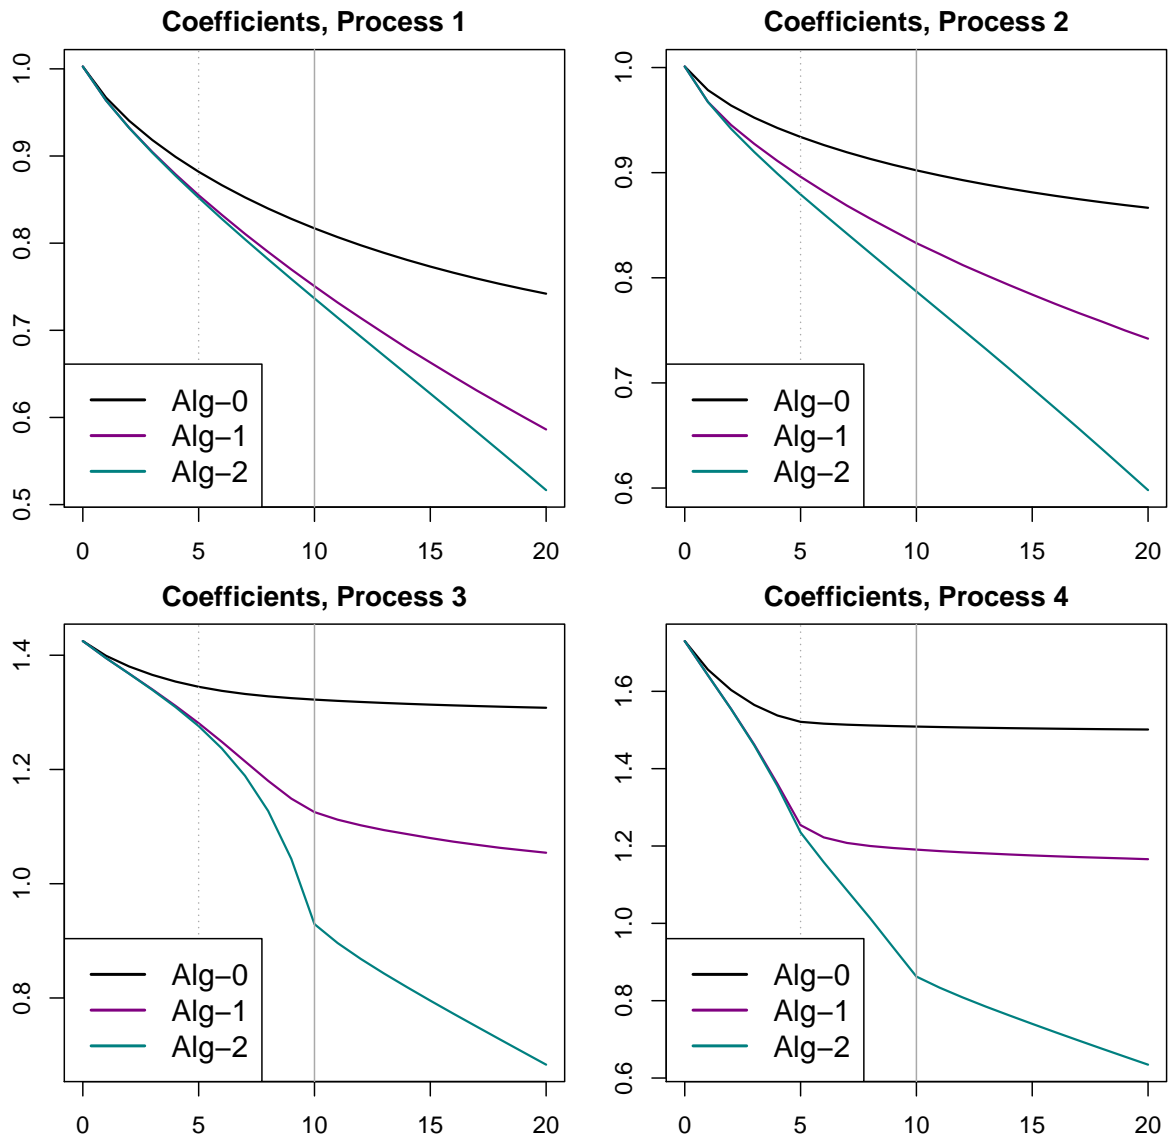 Coefficients, Process 1
1.0
0.9
0.8
0.7
0.6
0.5
Alg−0
Alg−1
Alg−2
0 5 10 15 20
Coefficients, Process 2
1.0
0.9
0.8
0.7
0.6
Alg−0
Alg−1
Alg−2
0 5 10 15 20
Coefficients, Process 3
1.4
1.2
1.0
0.8
Alg−0
Alg−1
Alg−2
0 5 10 15 20
Coefficients, Process 4
1.6
1.4
1.2
1.0
0.8
0.6
Alg−0
Alg−1
Alg−2
0 5 10 15 20